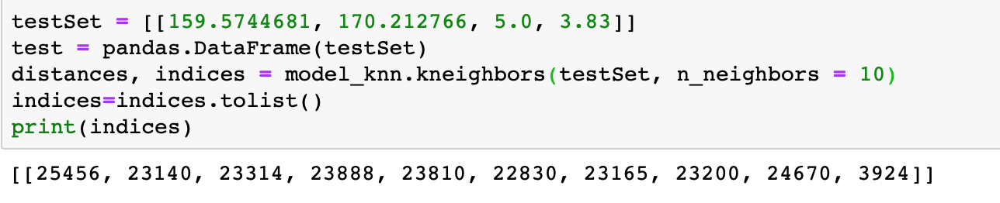 testSet = [[159.5744681, 170.212766, 5.0, 3.83]]
test = pandas.DataFrame(testSet)
distances, indices = model_knn.kneighbors(testSet, n_neighbors = 10)
indices=indices.tolist()
print(indices)
[[25456, 23140, 23314, 23888, 23810, 22830, 23165, 23200, 24670, 3924]]